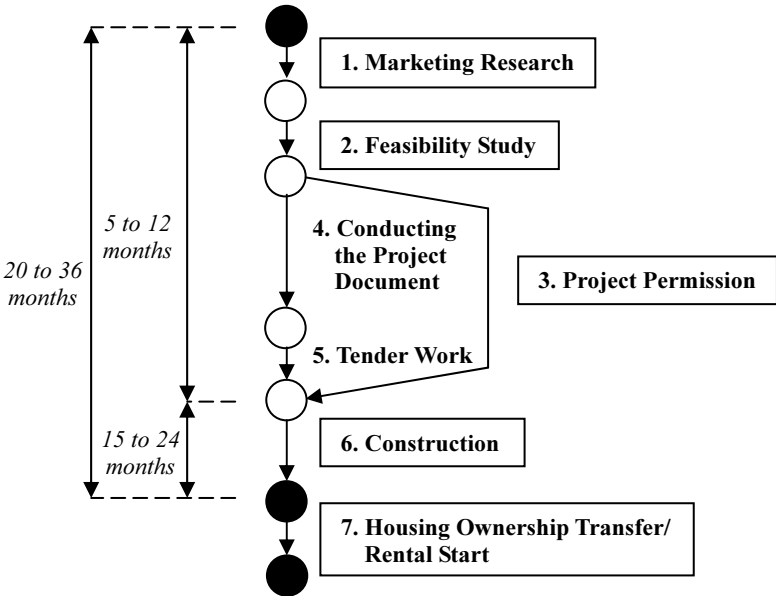 1. Marketing Research
2. Feasibility Study
5 to 12
months
4. Conducting
the Project
Document
20 to 36
months
3. Project Permission
5. Tender Work
15 to 24
months
6. Construction
7. Housing Ownership Transfer/
Rental Start